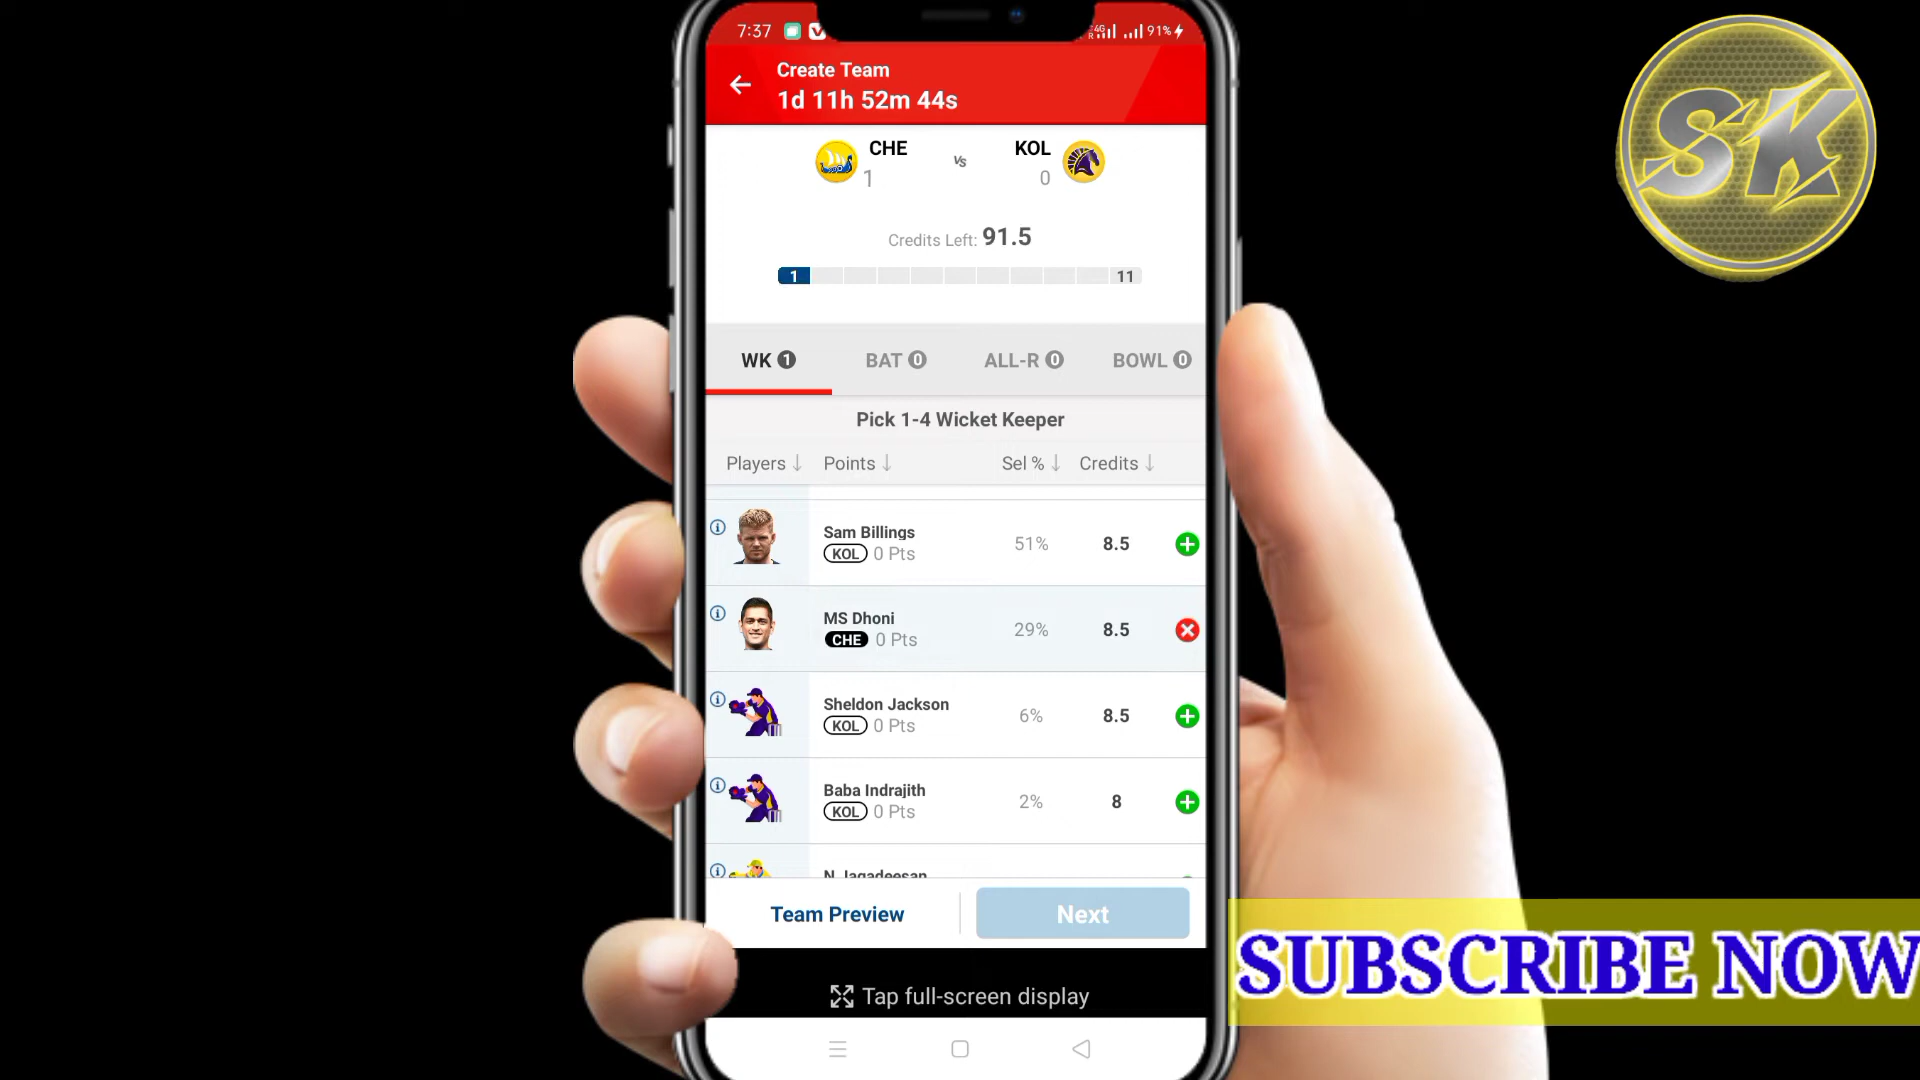 7:37
4G
R
91%
Create Team
1d 11h 52m 44s
CHE
vs
KOL
1
0
Credits Left: 91.5
1
11
WK 1
BAT 0
ALL-R 0
BOWL 0
Pick 1-4 Wicket Keeper
Players
Points
Sel %
Credits
Sam Billings
KOL 0 Pts
51%
8.5
MS Dhoni
CHE 0 Pts
29%
8.5
Sheldon Jackson
KOL 0 Pts
6%
8.5
Baba Indrajith
KOL 0 Pts
2%
8
N Jagadeesan
Team Preview
Next
Tap full-screen display
SK
SUBSCRIBE NOW